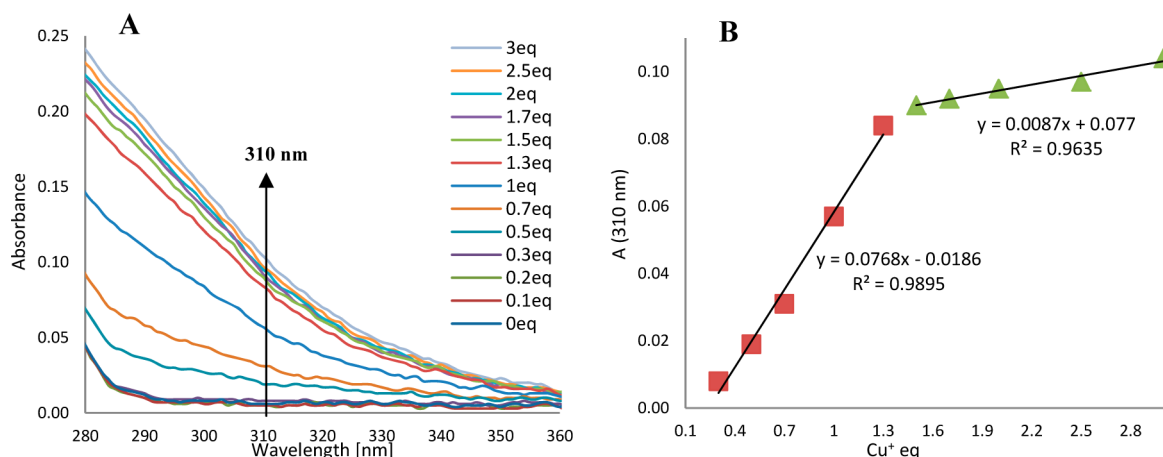 A
0.25
0.20
0.15
0.10
0.05
0.00
Absorbance
280
290
300
310
320
330
340
350
360
Wavelength [nm]
310 nm
3eq
2.5eq
2eq
1.7eq
1.5eq
1.3eq
1eq
0.7eq
0.5eq
0.3eq
0.2eq
0.1eq
0eq
B
0.10
0.08
0.06
0.04
0.02
0.00
A (310 nm)
0.1
0.4
0.7
1
1.3
1.6
1.9
2.2
2.5
2.8
Cu⁺ eq
y = 0.0087x + 0.077
R² = 0.9635
y = 0.0768x - 0.0186
R² = 0.9895